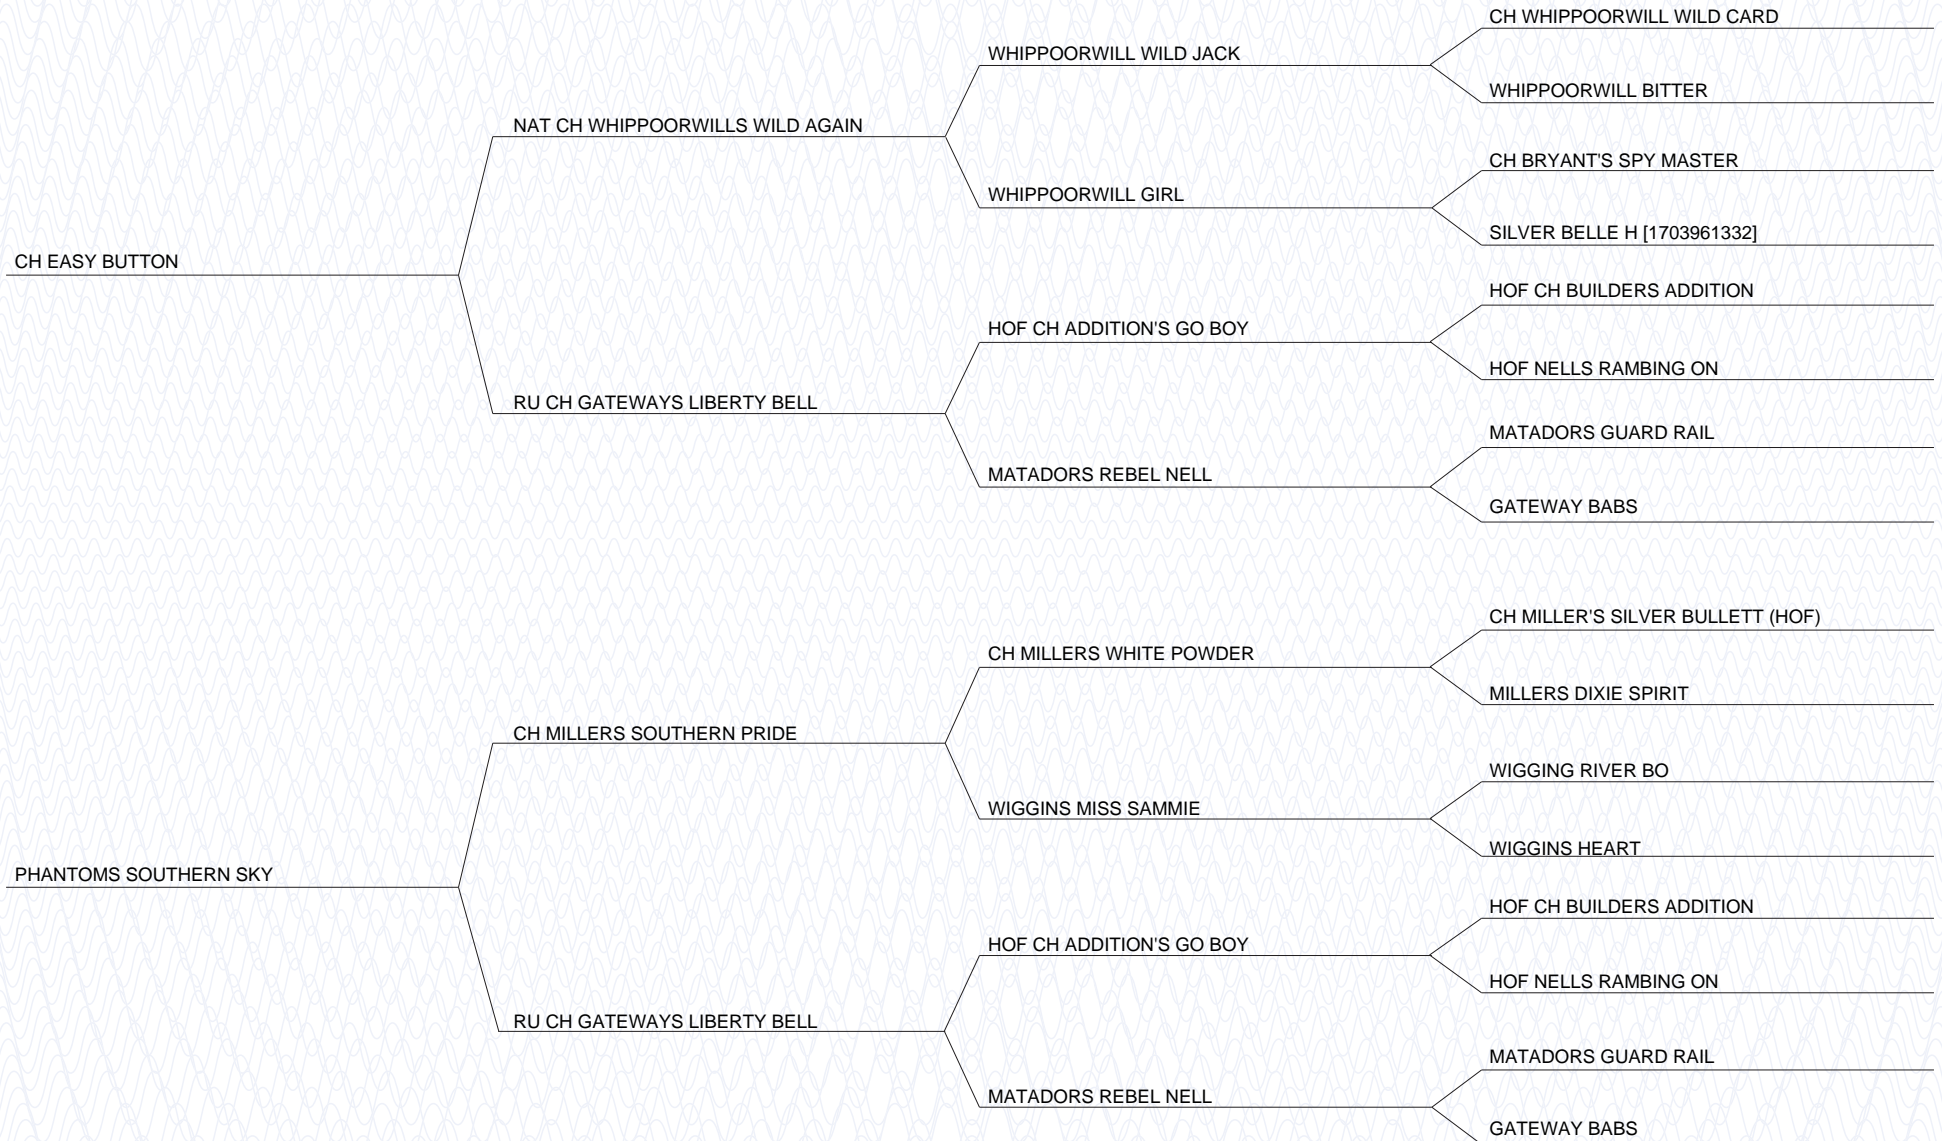 CH WHIPPOORWILL WILD CARD
WHIPPOORWILL WILD JACK
WHIPPOORWILL BITTER
NAT CH WHIPPOORWILLS WILD AGAIN
CH BRYANT'S SPY MASTER
WHIPPOORWILL GIRL
SILVER BELLE H [1703961332]
CH EASY BUTTON
HOF CH BUILDERS ADDITION
HOF CH ADDITION'S GO BOY
HOF NELLS RAMBING ON
RU CH GATEWAYS LIBERTY BELL
MATADORS GUARD RAIL
MATADORS REBEL NELL
GATEWAY BABS
CH MILLER'S SILVER BULLETT (HOF)
CH MILLERS WHITE POWDER
MILLERS DIXIE SPIRIT
CH MILLERS SOUTHERN PRIDE
WIGGING RIVER BO
WIGGINS MISS SAMMIE
WIGGINS HEART
PHANTOMS SOUTHERN SKY
HOF CH BUILDERS ADDITION
HOF CH ADDITION'S GO BOY
HOF NELLS RAMBING ON
RU CH GATEWAYS LIBERTY BELL
MATADORS GUARD RAIL
MATADORS REBEL NELL
GATEWAY BABS